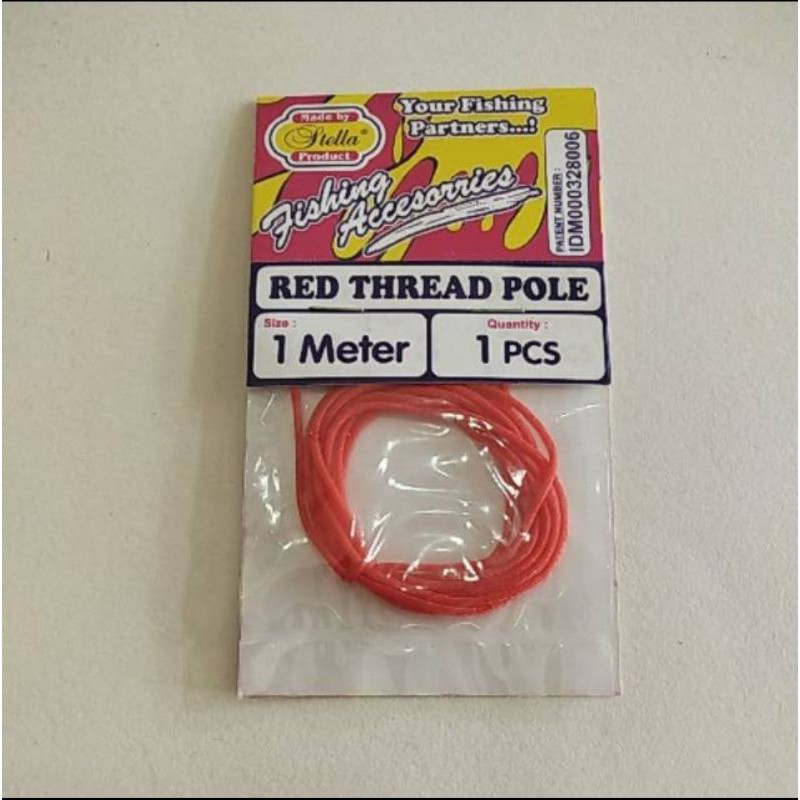 Made by
Stella®
Product
Your Fishing
Partners...!
Fishing
Accesorries
PATENT NUMBER :
IDM000328006
RED THREAD POLE
Size :
1 Meter
Quantity :
1 PCS